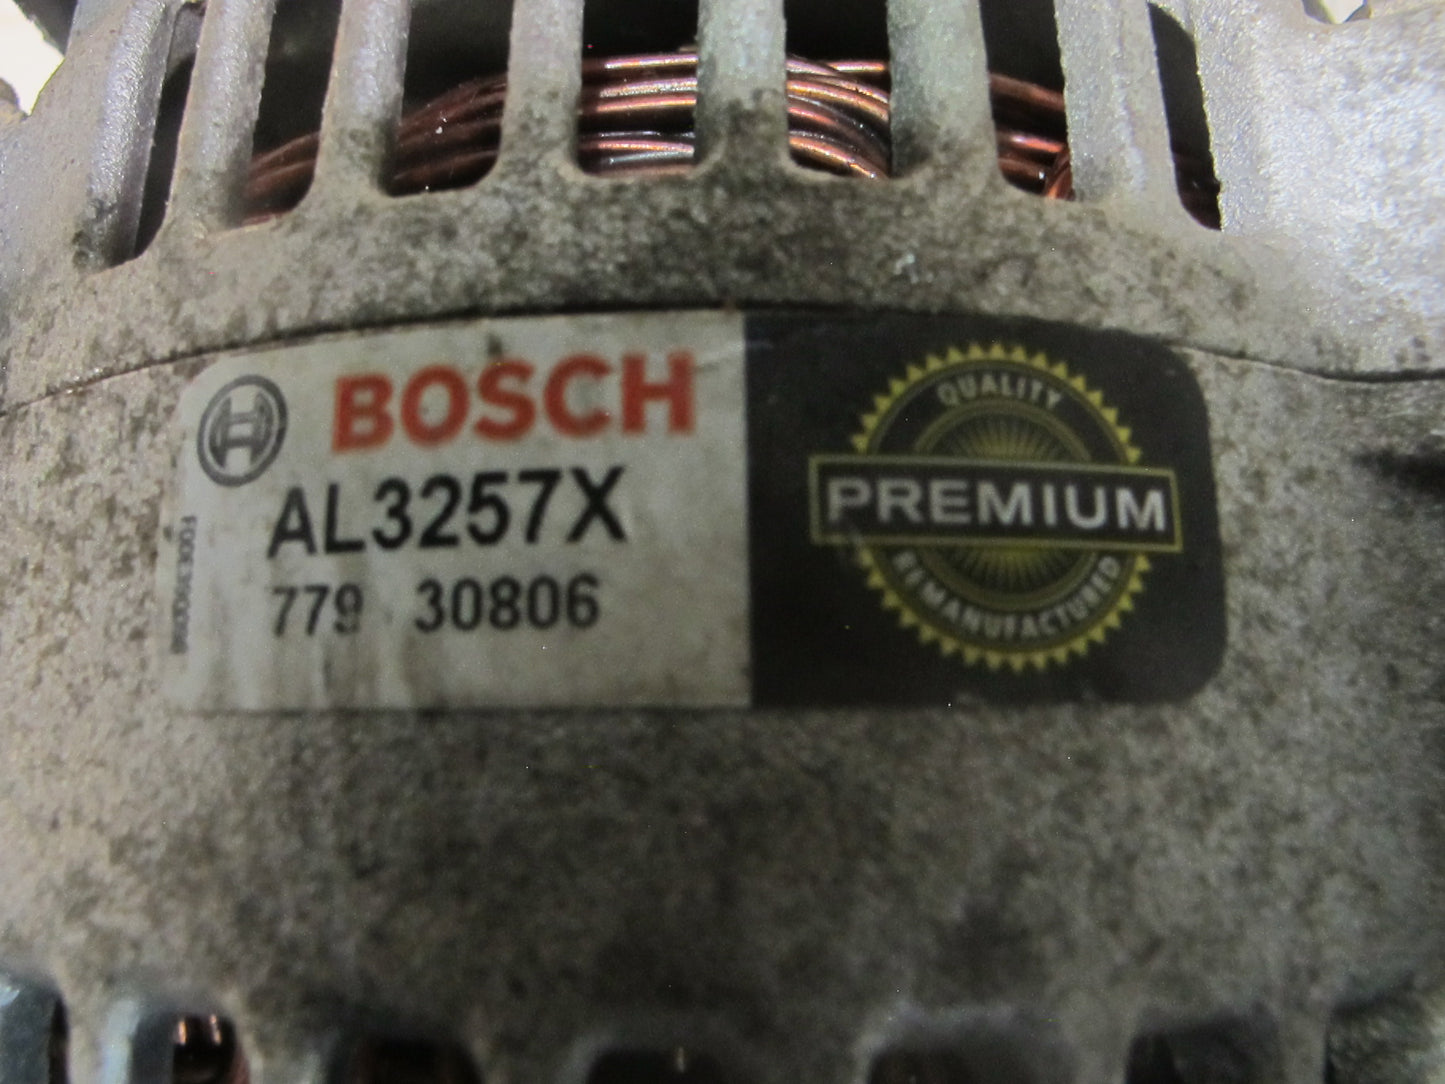 BOSCH
AL3257X
779 30806
QUALITY
PREMIUM
REMANUFACTURED